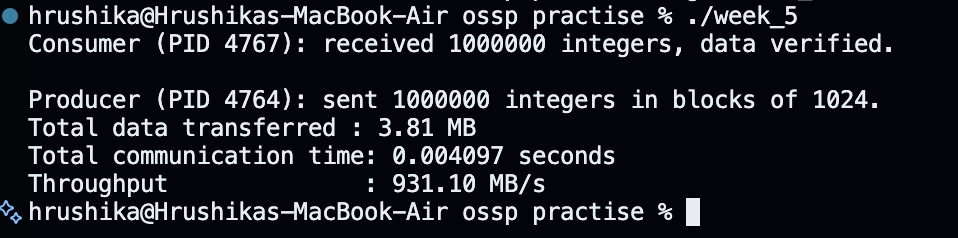 hrushika@Hrushikas-MacBook-Air ossp practise % ./week_5
Consumer (PID 4767): received 1000000 integers, data verified.
Producer (PID 4764): sent 1000000 integers in blocks of 1024.
Total data transferred : 3.81 MB
Total communication time: 0.004097 seconds
Throughput             : 931.10 MB/s
hrushika@Hrushikas-MacBook-Air ossp practise %